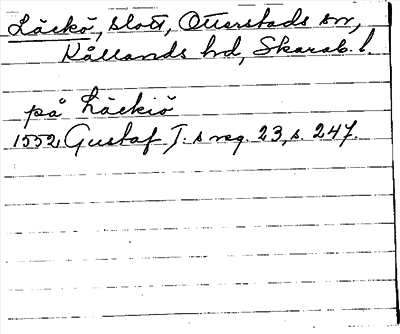 Läckö, slott, Otterstads sn,
Kållands hd, Skarab. l.
på Läckiö
1552 Gustaf I. s reg. 23, s. 247.